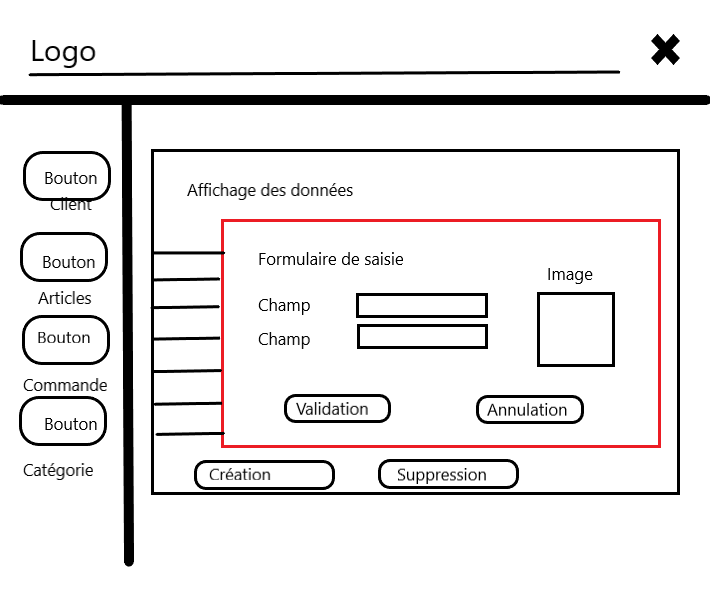 Logo
Bouton
Client
Bouton
Articles
Bouton
Commande
Bouton
Catégorie
Affichage des données
Formulaire de saisie
Image
Champ
Champ
Validation
Annulation
Création
Suppression